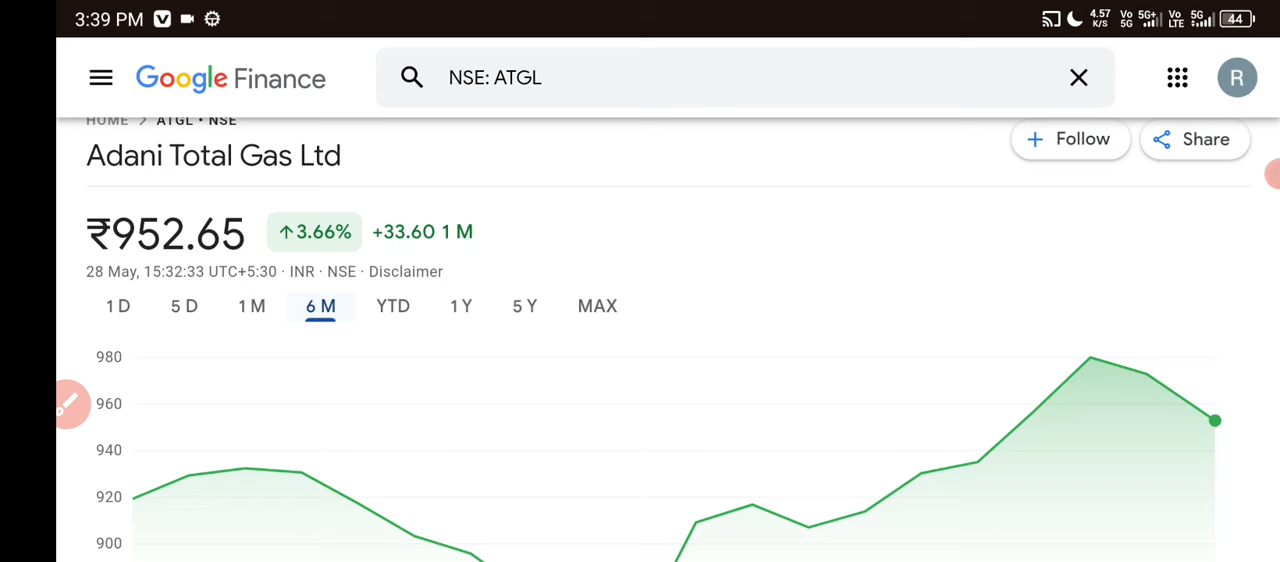 3:39 PM V 4.57 K/S Vo 5G 5G+ Vo LTE 5G 44
Google Finance NSE: ATGL R
HOME > ATGL • NSE
Adani Total Gas Ltd
+ Follow Share
₹952.65 ↑3.66% +33.60 1 M
28 May, 15:32:33 UTC+5:30 · INR · NSE · Disclaimer
1 D 5 D 1 M 6 M YTD 1 Y 5 Y MAX
980
960
940
920
900